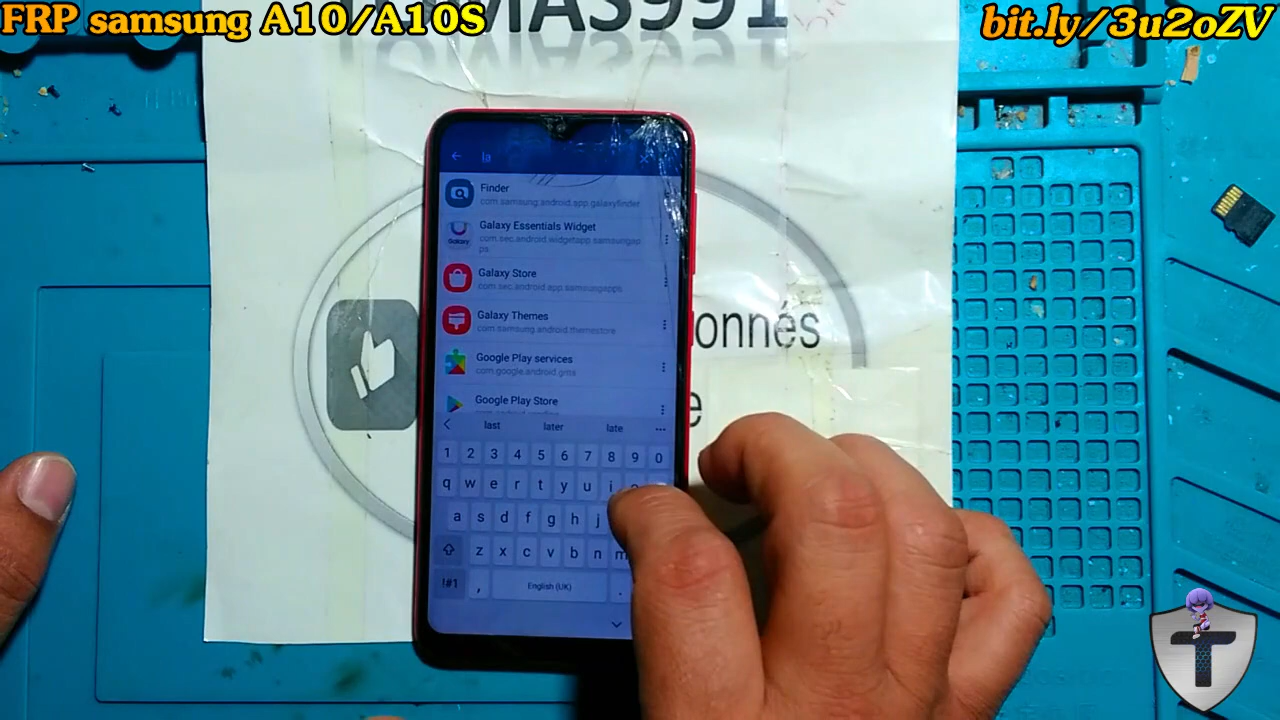 FRP samsung A10/A10S
bit.ly/3u2oZV
la
Finder
com.samsung.android.app.galaxyfinder
Galaxy Essentials Widget
com.sec.android.widgetapp.samsungap
ps
Galaxy
Galaxy Store
com.sec.android.app.samsungapps
Galaxy Themes
com.samsung.android.themestore
Google Play services
com.google.android.gms
Google Play Store
onnés
e
last later late
1 2 3 4 5 6 7 8 9 0
q w e r t y u i o
a s d f g h j
z x c v b n m
!#1 , English (UK) .
T